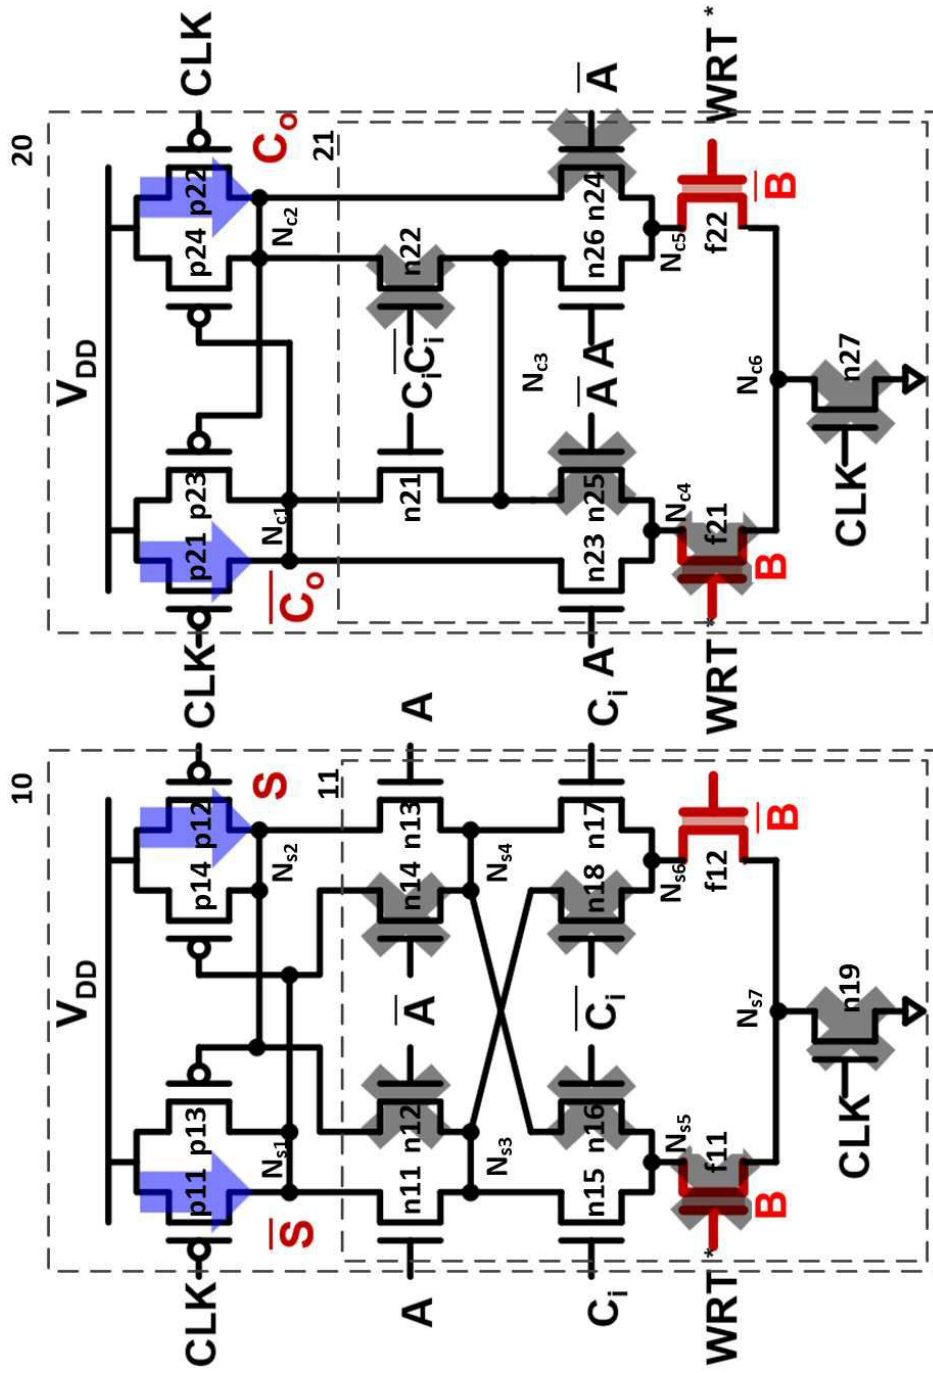 10 20
V_DD V_DD
CLK p11 p13 p14 p12 CLK p21 p23 p24 p22 CLK
S̅ N_s1 N_s2 S C̅_o N_c1 N_c2 C_o
11 21
A n11 n12 A̅ n14 n13 A n21 C_i C̅_i n22
N_s3 N_s4 N_c3
C_i n15 n16 C̅_i n18 n17 C_i A n23 n25 A̅ A n26 n24 A̅
N_s5 N_s6 N_c4 N_c5
WRT* f11 f12 WRT* f21 f22 WRT*
B B̅ B B̅
N_s7 N_c6
CLK n19 CLK n27